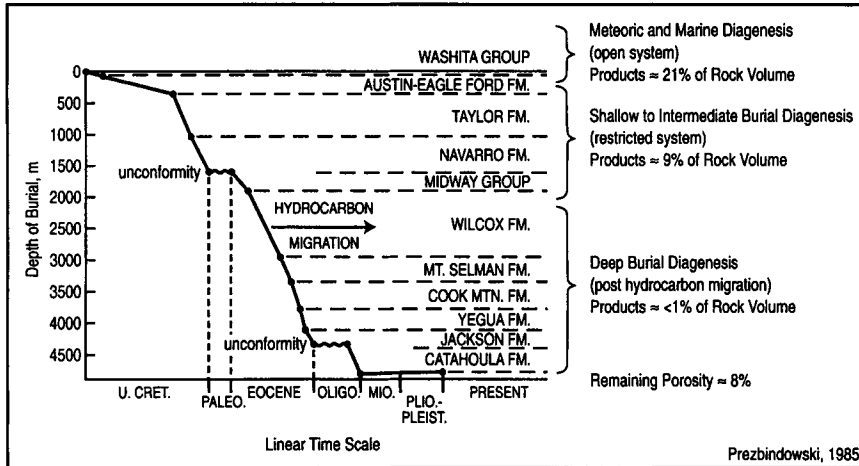 Meteoric and Marine Diagenesis
(open system)
Products ≈ 21% of Rock Volume
WASHITA GROUP
AUSTIN-EAGLE FORD FM.
TAYLOR FM.
NAVARRO FM.
MIDWAY GROUP
Shallow to Intermediate Burial Diagenesis
(restricted system)
Products ≈ 9% of Rock Volume
unconformity
HYDROCARBON
MIGRATION
WILCOX FM.
MT. SELMAN FM.
COOK MTN. FM.
YEGUA FM.
JACKSON FM.
CATAHOULA FM.
unconformity
Deep Burial Diagenesis
(post hydrocarbon migration)
Products ≈ <1% of Rock Volume
Remaining Porosity ≈ 8%
Depth of Burial, m
0
500
1000
1500
2000
2500
3000
3500
4000
4500
U. CRET.
PALEO.
EOCENE
OLIGO.
MIO.
PLIO.-
PLEIST.
PRESENT
Linear Time Scale
Prezbindowski, 1985